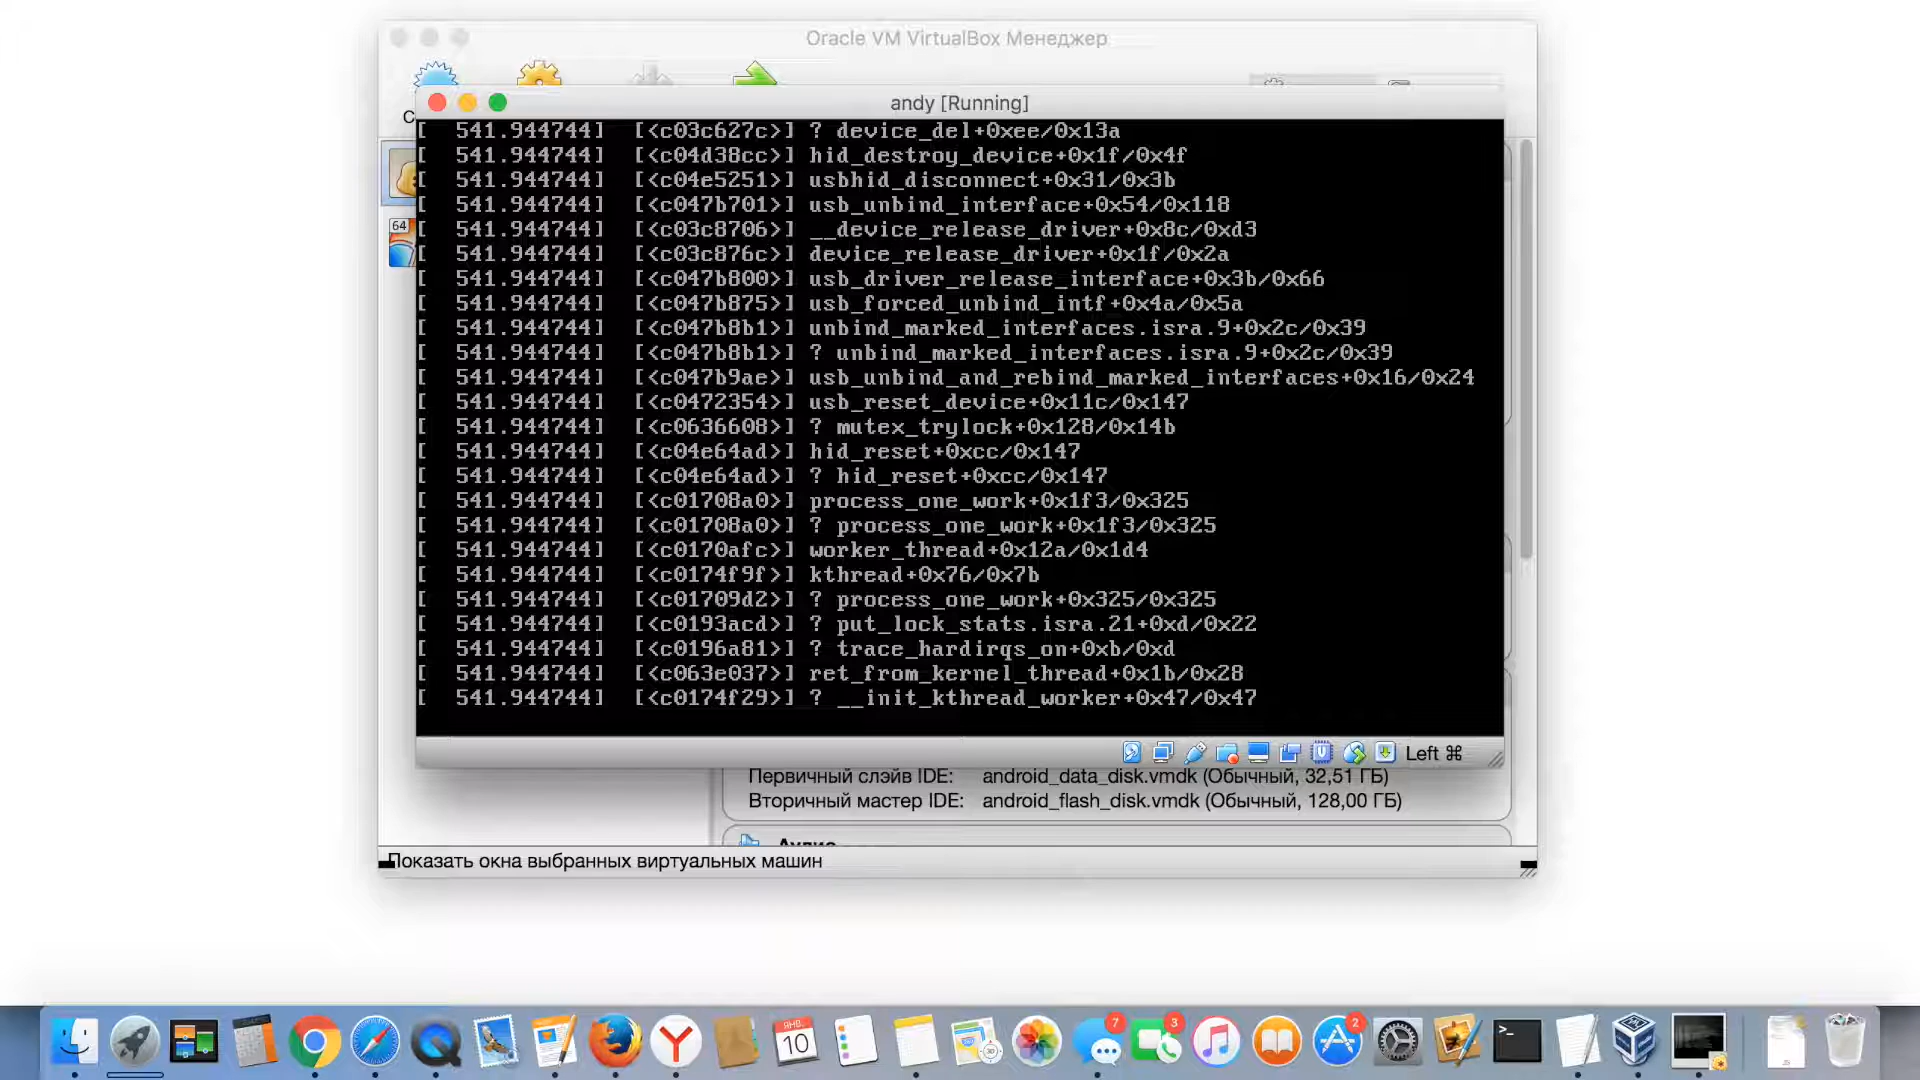 Oracle VM VirtualBox Менеджер
С
andy [Running]
[  541.944744]  [<c03c627c>] ? device_del+0xee/0x13a
[  541.944744]  [<c04d38cc>] hid_destroy_device+0x1f/0x4f
[  541.944744]  [<c04e5251>] usbhid_disconnect+0x31/0x3b
[  541.944744]  [<c047b701>] usb_unbind_interface+0x54/0x118
[  541.944744]  [<c03c8706>] __device_release_driver+0x8c/0xd3
[  541.944744]  [<c03c876c>] device_release_driver+0x1f/0x2a
[  541.944744]  [<c047b800>] usb_driver_release_interface+0x3b/0x66
[  541.944744]  [<c047b875>] usb_forced_unbind_intf+0x4a/0x5a
[  541.944744]  [<c047b8b1>] unbind_marked_interfaces.isra.9+0x2c/0x39
[  541.944744]  [<c047b8b1>] ? unbind_marked_interfaces.isra.9+0x2c/0x39
[  541.944744]  [<c047b9ae>] usb_unbind_and_rebind_marked_interfaces+0x16/0x24
[  541.944744]  [<c0472354>] usb_reset_device+0x11c/0x147
[  541.944744]  [<c0636608>] ? mutex_trylock+0x128/0x14b
[  541.944744]  [<c04e64ad>] hid_reset+0xcc/0x147
[  541.944744]  [<c04e64ad>] ? hid_reset+0xcc/0x147
[  541.944744]  [<c01708a0>] process_one_work+0x1f3/0x325
[  541.944744]  [<c01708a0>] ? process_one_work+0x1f3/0x325
[  541.944744]  [<c0170afc>] worker_thread+0x12a/0x1d4
[  541.944744]  [<c0174f9f>] kthread+0x76/0x7b
[  541.944744]  [<c01709d2>] ? process_one_work+0x325/0x325
[  541.944744]  [<c0193acd>] ? put_lock_stats.isra.21+0xd/0x22
[  541.944744]  [<c0196a81>] ? trace_hardirqs_on+0xb/0xd
[  541.944744]  [<c063e037>] ret_from_kernel_thread+0x1b/0x28
[  541.944744]  [<c0174f29>] ? __init_kthread_worker+0x47/0x47
64
Left ⌘
Первичный слэйв IDE: android_data_disk.vmdk (Обычный, 32,51 ГБ)
Вторичный мастер IDE: android_flash_disk.vmdk (Обычный, 128,00 ГБ)
Аудио
Показать окна выбранных виртуальных машин
ЯНВ.
10
7
3
2